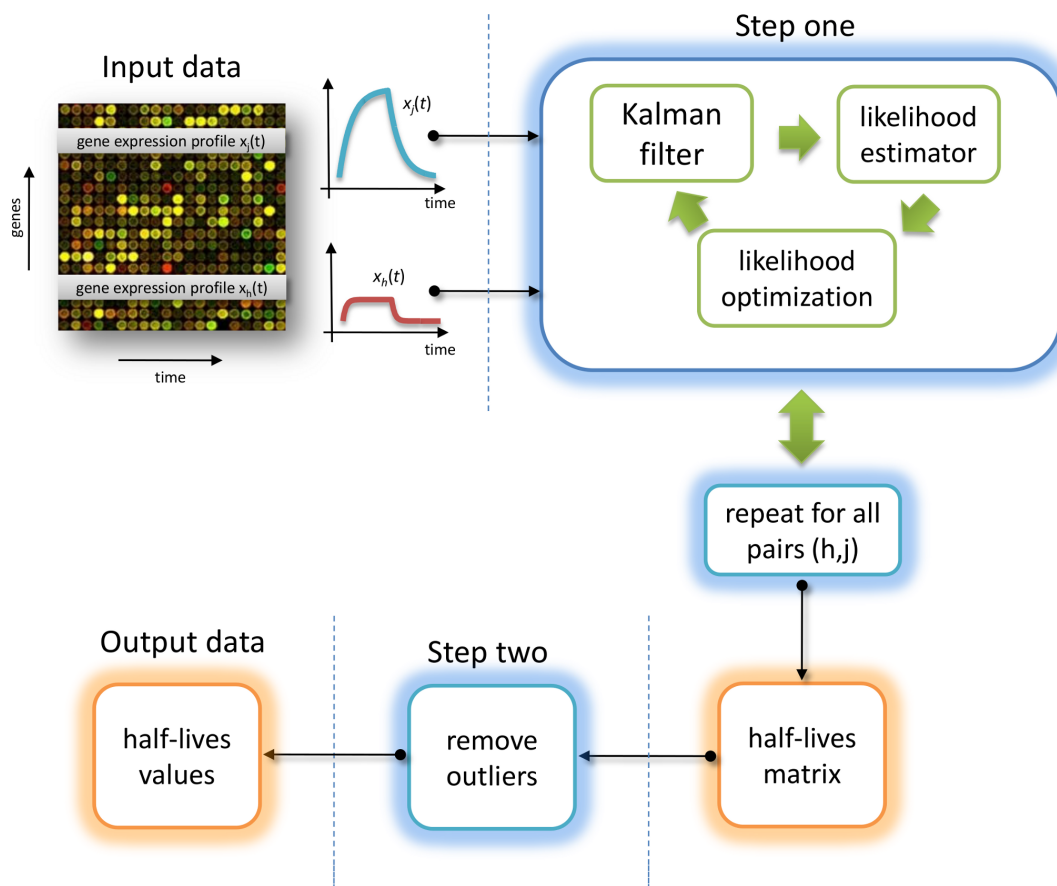 Input data
gene expression profile xj(t)
genes
gene expression profile xh(t)
time
xj(t)
time
xh(t)
time
Step one
Kalman
filter
likelihood
estimator
likelihood
optimization
repeat for all
pairs (h,j)
half-lives
matrix
Step two
remove
outliers
Output data
half-lives
values